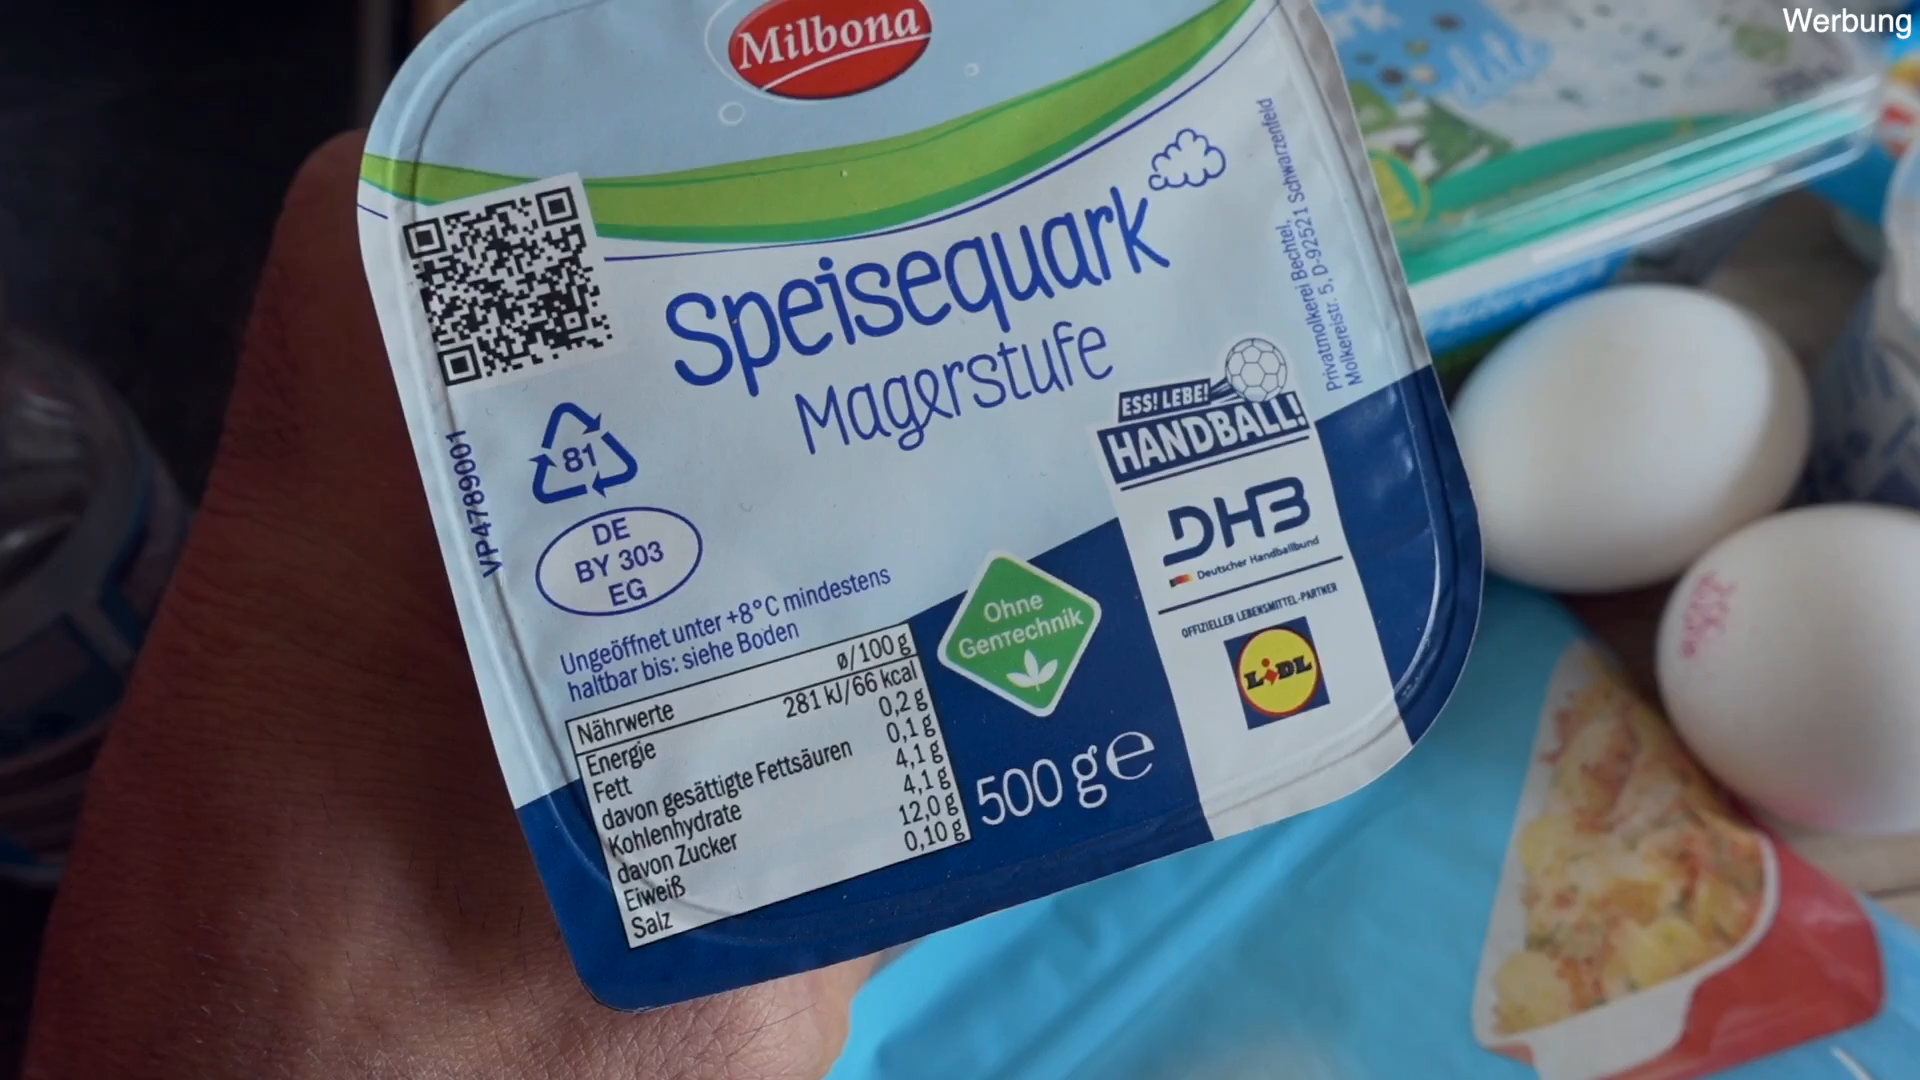 Werbung
Milbona
Speisequark
Magerstufe
Privatmolkerei Bechtel,
Molkereistr. 5, D-92521 Schwarzenfeld
ESS! LEBE!
HANDBALL!
DHB
Deutscher Handballbund
OFFIZIELLER LEBENSMITTEL-PARTNER
LIDL
81
VP4789001
DE
BY 303
EG
Ungeöffnet unter +8°C mindestens
haltbar bis: siehe Boden
Ohne
GenTechnik
Nährwerte ø/100 g
Energie 281 kJ/66 kcal
Fett 0,2 g
davon gesättigte Fettsäuren 0,1 g
Kohlenhydrate 4,1 g
davon Zucker 4,1 g
Eiweiß 12,0 g
Salz 0,10 g
500 g e